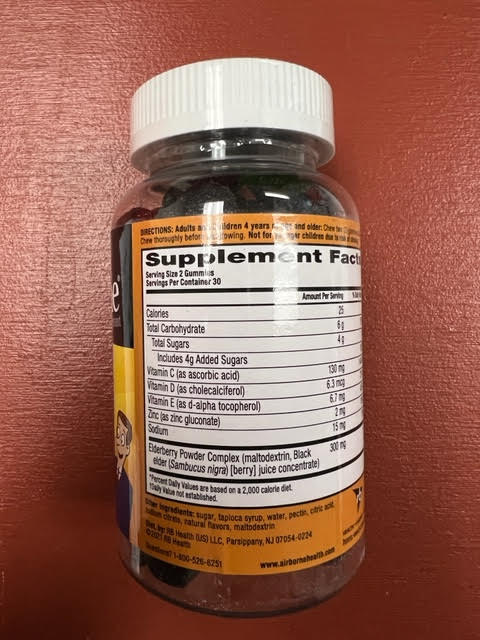 DIRECTIONS: Adults and children 4 years and older: Chew
Chew thoroughly before swallowing. Not for younger children due to risk of
Supplement Facts
Serving Size 2 Gummies
Servings Per Container 30
Amount Per Serving
Calories 25
Total Carbohydrate 6 g
Total Sugars 4 g
Includes 4g Added Sugars
Vitamin C (as ascorbic acid) 130 mg
Vitamin D (as cholecalciferol) 6.3 mcg
Vitamin E (as d-alpha tocopherol) 6.7 mg
Zinc (as zinc gluconate) 2 mg
Sodium 15 mg
Elderberry Powder Complex (maltodextrin, Black 300 mg
elder (Sambucus nigra) [berry] juice concentrate)
*Percent Daily Values are based on a 2,000 calorie diet.
†Daily Value not established.
Other Ingredients: sugar, tapioca syrup, water, pectin, citric acid,
sodium citrate, natural flavors, maltodextrin
Dist. by: RB Health (US) LLC, Parsippany, NJ 07054-0224
©2021 RB Health
Questions? 1-800-526-6251
www.airbornehealth.com
e